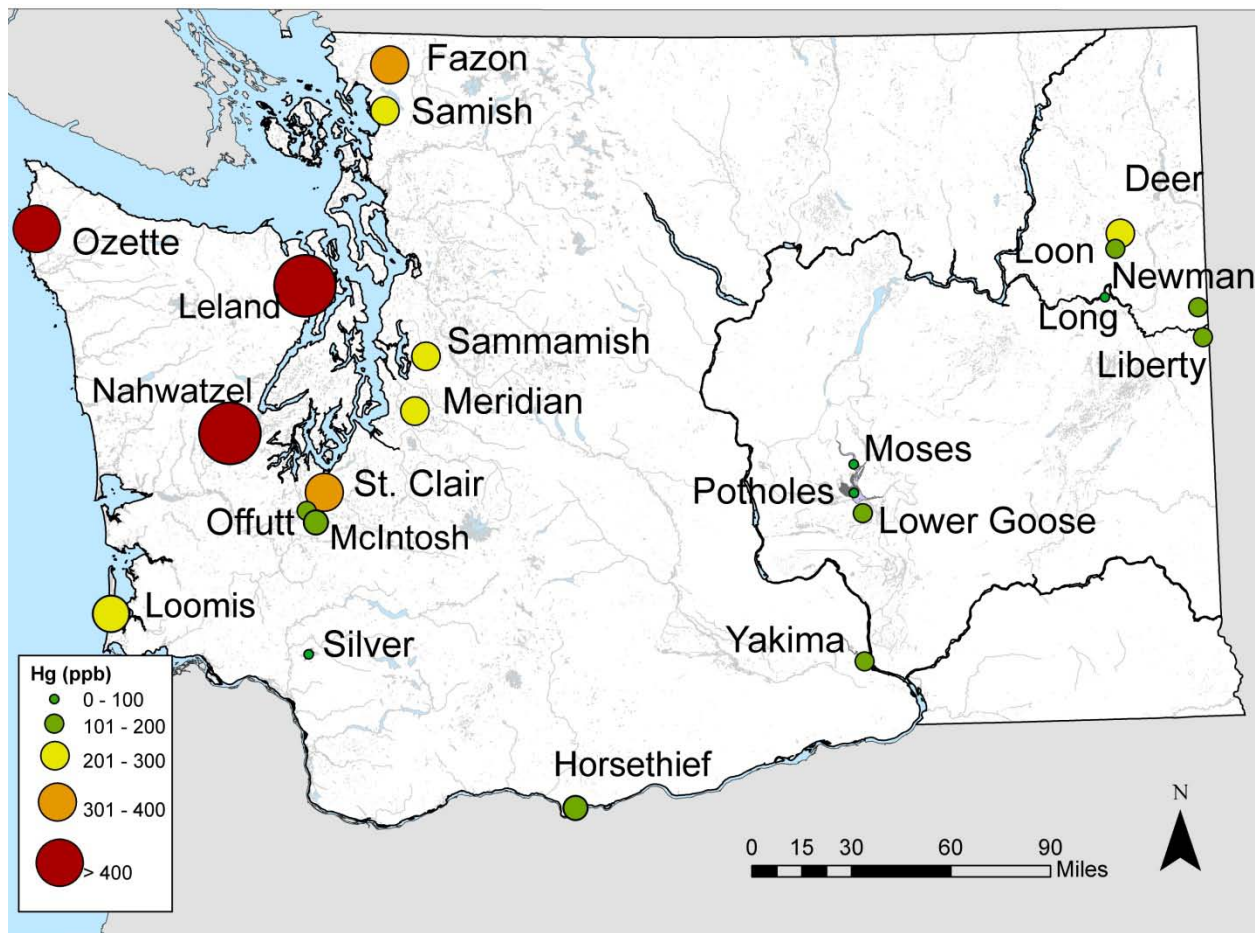 Fazon
Samish
Deer
Ozette
Loon
Newman
Leland
Long
Sammamish
Liberty
Nahwatzel
Meridian
Moses
St. Clair
Potholes
Offutt
Lower Goose
McIntosh
Loomis
Silver
Yakima
Hg (ppb)
0 - 100
101 - 200
201 - 300
301 - 400
> 400
Horsethief
N
0 15 30 60 90
Miles